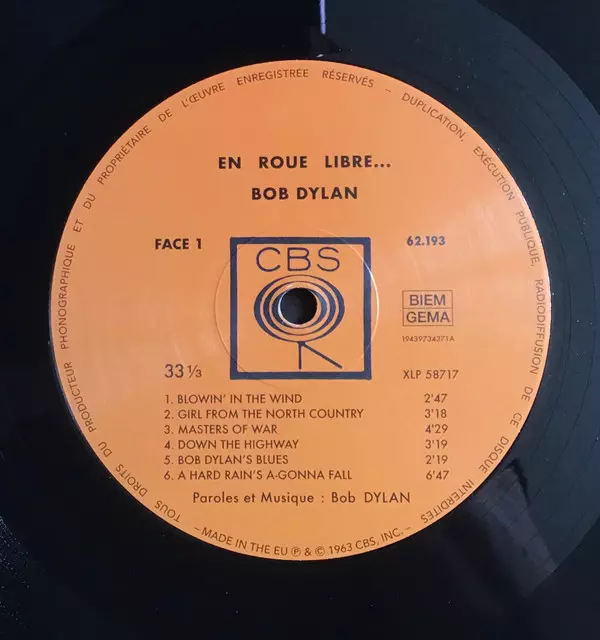 TOUS DROITS DU PRODUCTEUR PHONOGRAPHIQUE ET DU PROPRIÉTAIRE DE L'ŒUVRE ENREGISTRÉE RÉSERVÉS – DUPLICATION, EXÉCUTION PUBLIQUE, RADIODIFFUSION DE CE DISQUE INTERDITES
EN ROUE LIBRE...
BOB DYLAN
FACE 1
62.193
CBS
BIEM
GEMA
19439734371A
33 1/3
XLP 58717
1. BLOWIN' IN THE WIND 2'47
2. GIRL FROM THE NORTH COUNTRY 3'18
3. MASTERS OF WAR 4'29
4. DOWN THE HIGHWAY 3'19
5. BOB DYLAN'S BLUES 2'19
6. A HARD RAIN'S A-GONNA FALL 6'47
Paroles et Musique : Bob DYLAN
– MADE IN THE EU ℗ & © 1963 CBS, INC. –